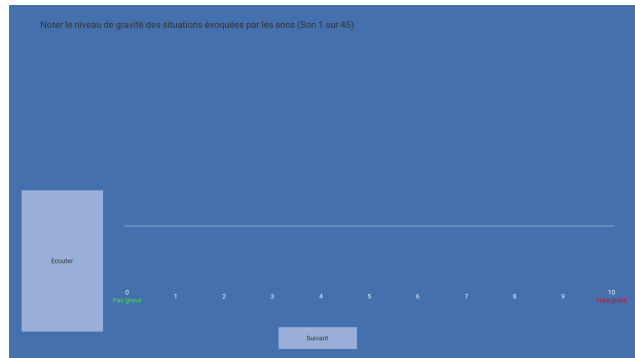 Noter le niveau de gravité des situations évoquées par les sons (Son 1 sur 45)
Ecouter
0 1 2 3 4 5 6 7 8 9 10
Pas grave Très grave
Suivant